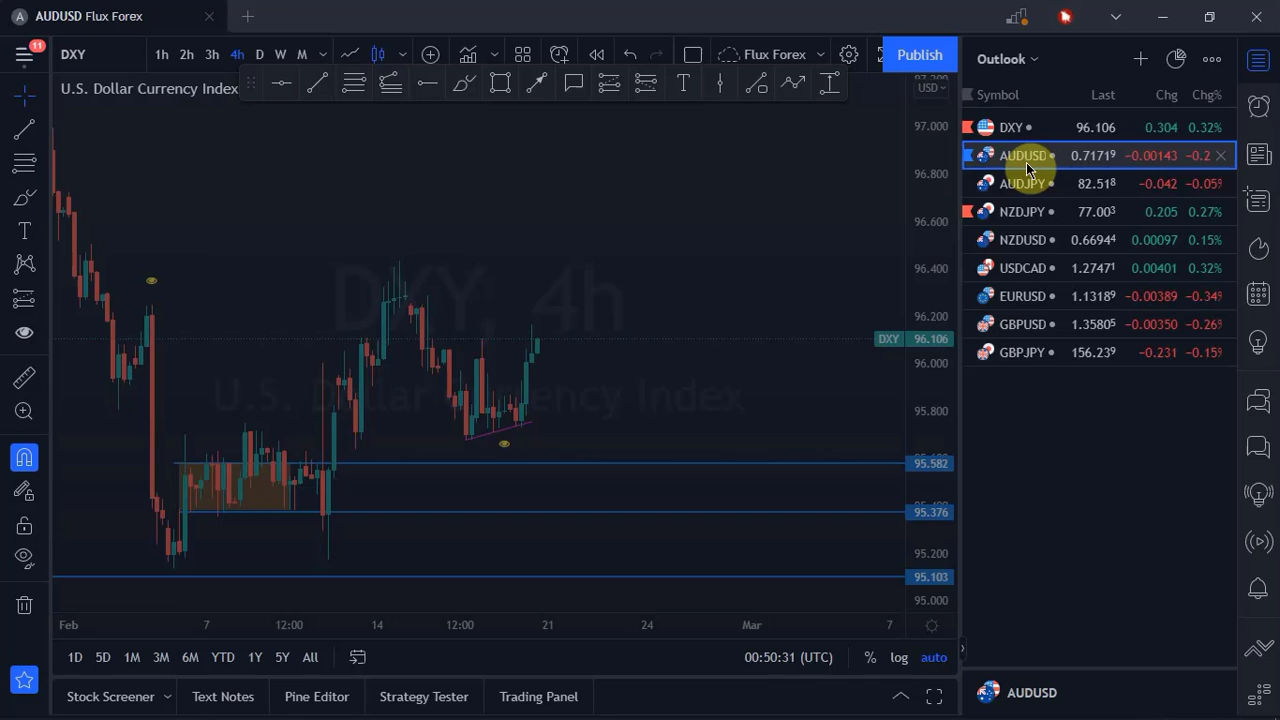 A AUDUSD Flux Forex
11
DXY
1h 2h 3h 4h D W M
Flux Forex
Publish
U.S. Dollar Currency Index
T
USD
DXY, 4h
U.S. Dollar Currency Index
97.000
96.800
96.600
96.400
96.200
DXY 96.106
96.000
95.800
95.582
95.376
95.200
95.103
95.000
Feb 7 12:00 14 12:00 21 24 Mar 7
1D 5D 1M 3M 6M YTD 1Y 5Y All
00:50:31 (UTC) % log auto
Stock Screener Text Notes Pine Editor Strategy Tester Trading Panel
Outlook
Symbol Last Chg Chg%
DXY 96.106 0.304 0.32%
AUDUSD 0.71719 −0.00143 −0.2
AUDJPY 82.518 −0.042 −0.05%
NZDJPY 77.003 0.205 0.27%
NZDUSD 0.66944 0.00097 0.15%
USDCAD 1.27471 0.00401 0.32%
EURUSD 1.13189 −0.00389 −0.34%
GBPUSD 1.35805 −0.00350 −0.26%
GBPJPY 156.239 −0.231 −0.15%
AUDUSD